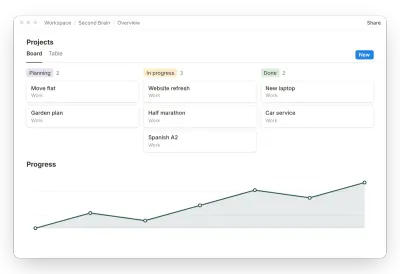 Workspace / Second Brain / Overview
Share
Projects
Board Table
New
Planning 2
In progress 3
Done 2
Move flat
Work
Website refresh
Work
New laptop
Work
Garden plan
Work
Half marathon
Work
Car service
Work
Spanish A2
Work
Progress